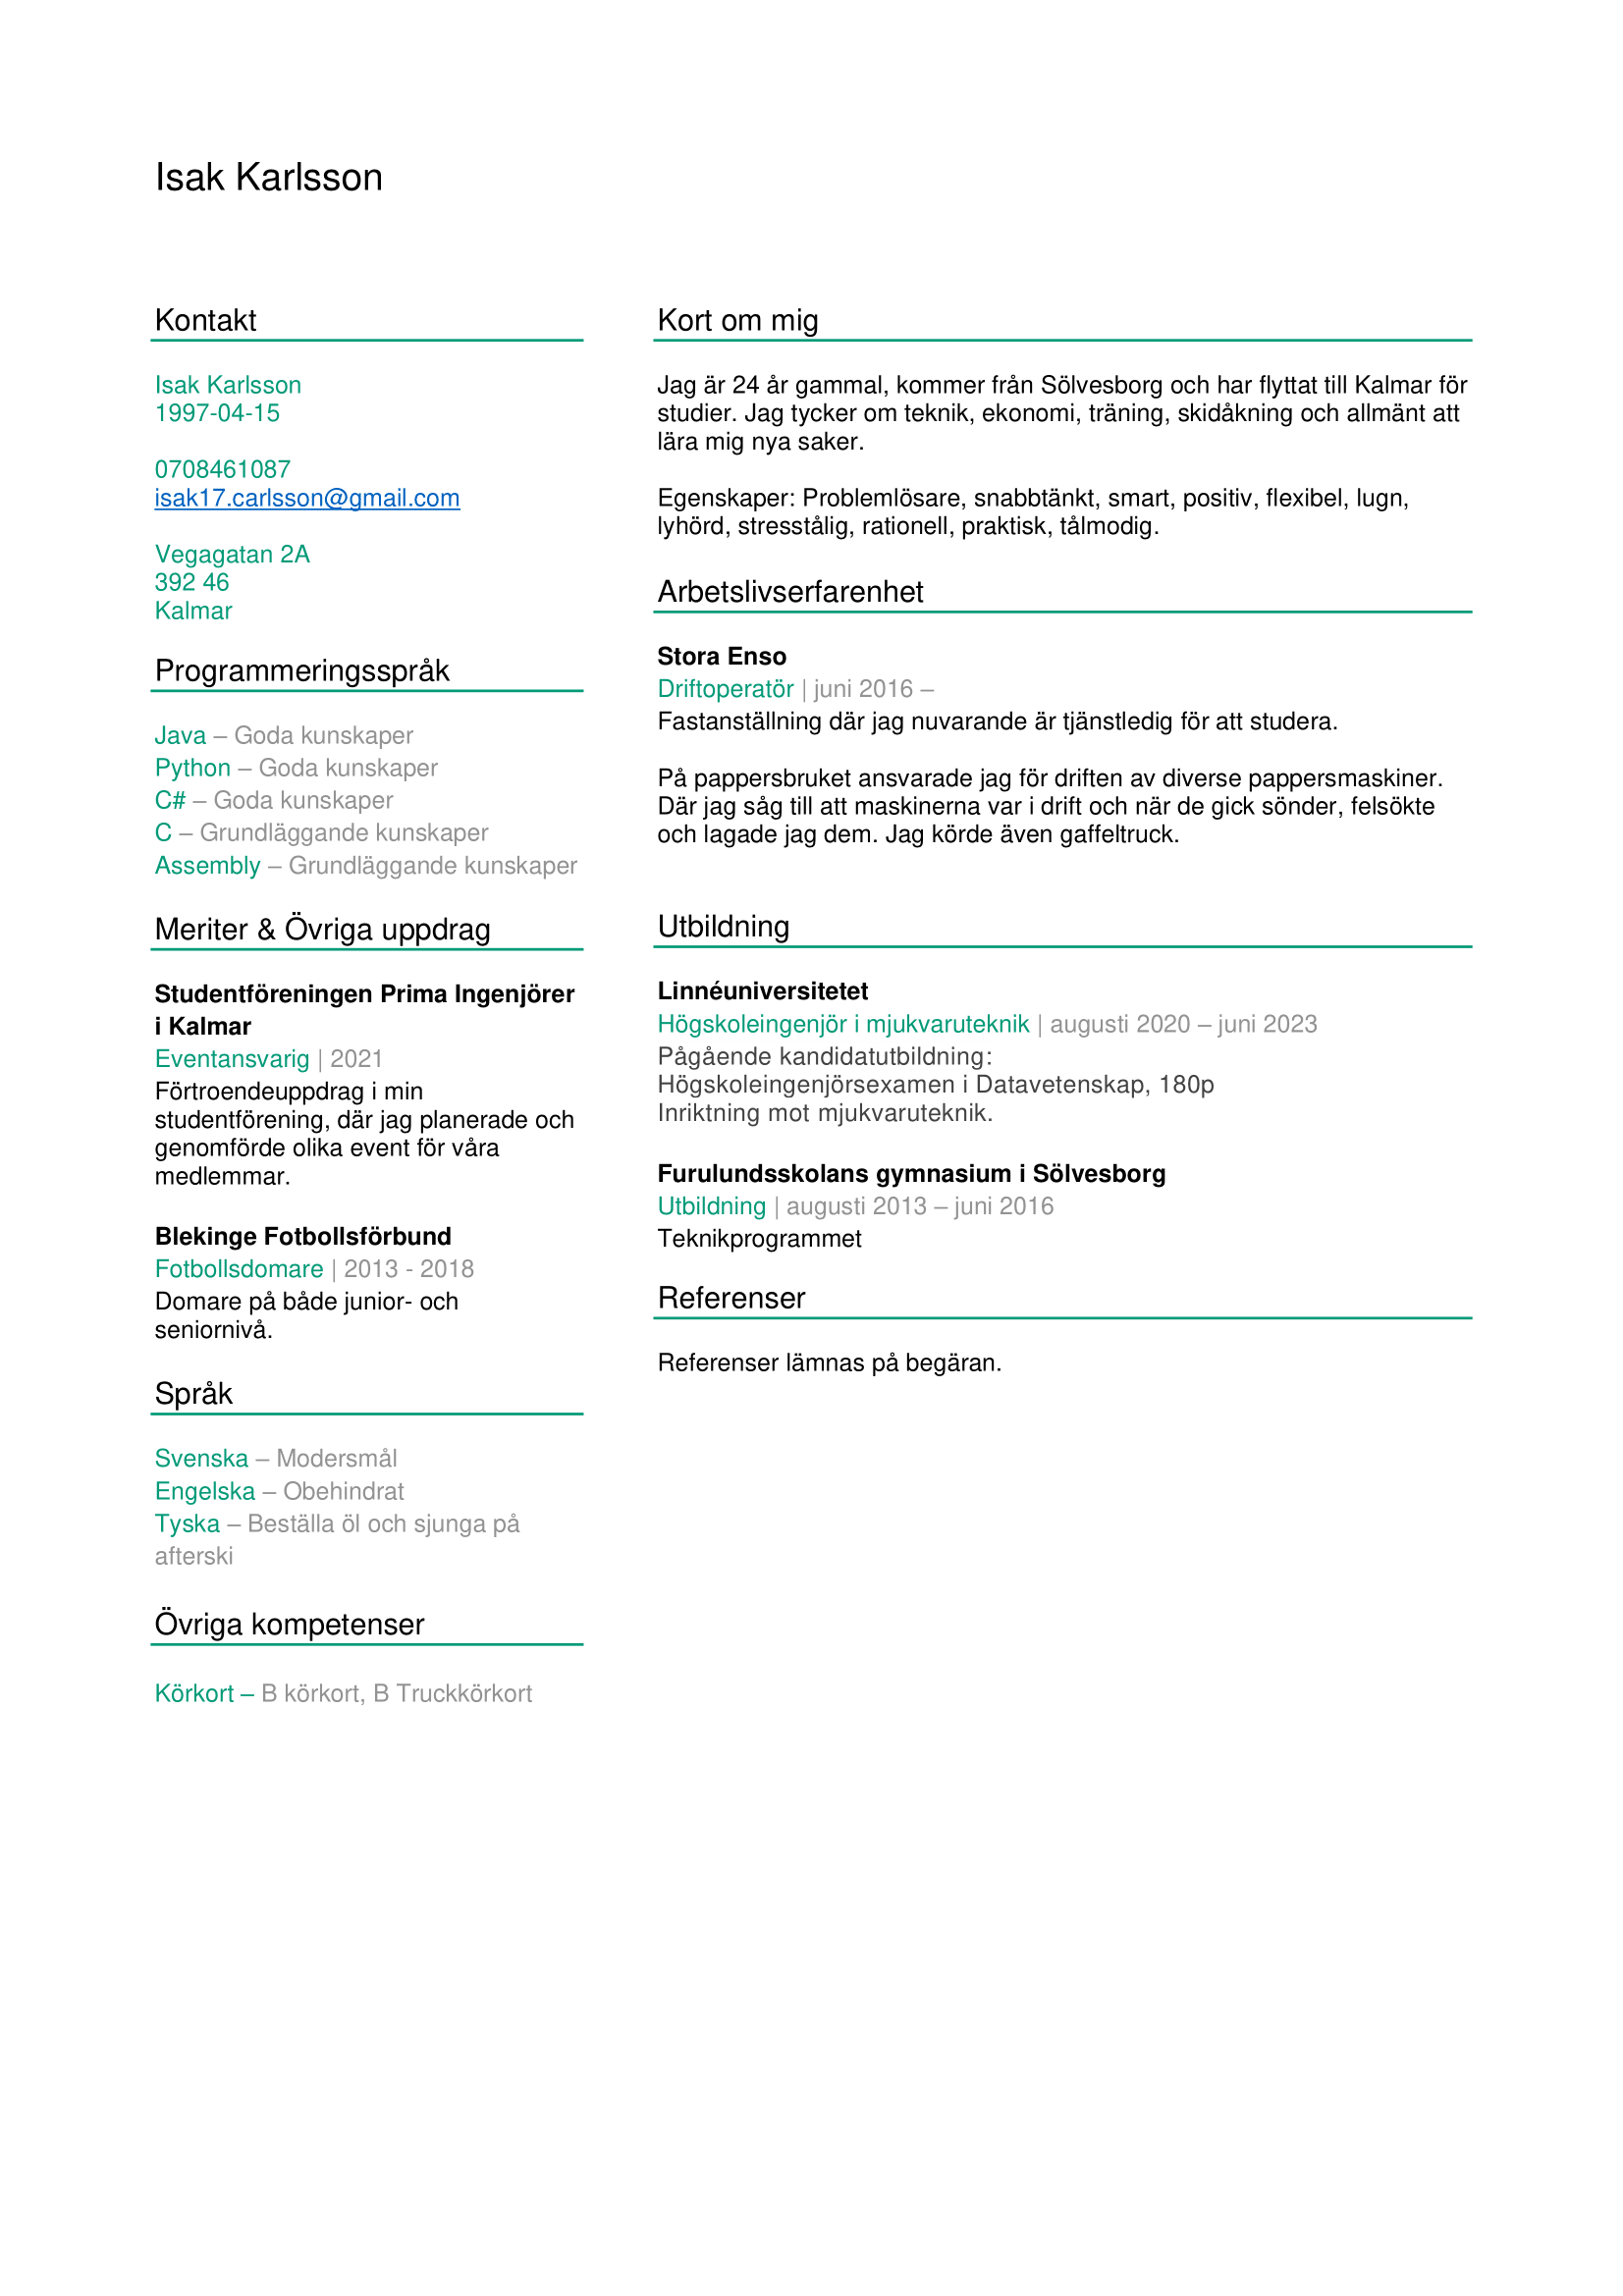 Isak Karlsson
Kontakt
Isak Karlsson
1997-04-15
0708461087
isak17.carlsson@gmail.com
Vegagatan 2A
392 46
Kalmar
Programmeringsspråk
Java – Goda kunskaper
Python – Goda kunskaper
C# – Goda kunskaper
C – Grundläggande kunskaper
Assembly – Grundläggande kunskaper
Meriter & Övriga uppdrag
Studentföreningen Prima Ingenjörer
i Kalmar
Eventansvarig | 2021
Förtroendeuppdrag i min
studentförening, där jag planerade och
genomförde olika event för våra
medlemmar.
Blekinge Fotbollsförbund
Fotbollsdomare | 2013 - 2018
Domare på både junior- och
seniornivå.
Språk
Svenska – Modersmål
Engelska – Obehindrat
Tyska – Beställa öl och sjunga på
afterski
Övriga kompetenser
Körkort – B körkort, B Truckkörkort
Kort om mig
Jag är 24 år gammal, kommer från Sölvesborg och har flyttat till Kalmar för
studier. Jag tycker om teknik, ekonomi, träning, skidåkning och allmänt att
lära mig nya saker.
Egenskaper: Problemlösare, snabbtänkt, smart, positiv, flexibel, lugn,
lyhörd, stresstålig, rationell, praktisk, tålmodig.
Arbetslivserfarenhet
Stora Enso
Driftoperatör | juni 2016 –
Fastanställning där jag nuvarande är tjänstledig för att studera.
På pappersbruket ansvarade jag för driften av diverse pappersmaskiner.
Där jag såg till att maskinerna var i drift och när de gick sönder, felsökte
och lagade jag dem. Jag körde även gaffeltruck.
Utbildning
Linnéuniversitetet
Högskoleingenjör i mjukvaruteknik | augusti 2020 – juni 2023
Pågående kandidatutbildning:
Högskoleingenjörsexamen i Datavetenskap, 180p
Inriktning mot mjukvaruteknik.
Furulundsskolans gymnasium i Sölvesborg
Utbildning | augusti 2013 – juni 2016
Teknikprogrammet
Referenser
Referenser lämnas på begäran.